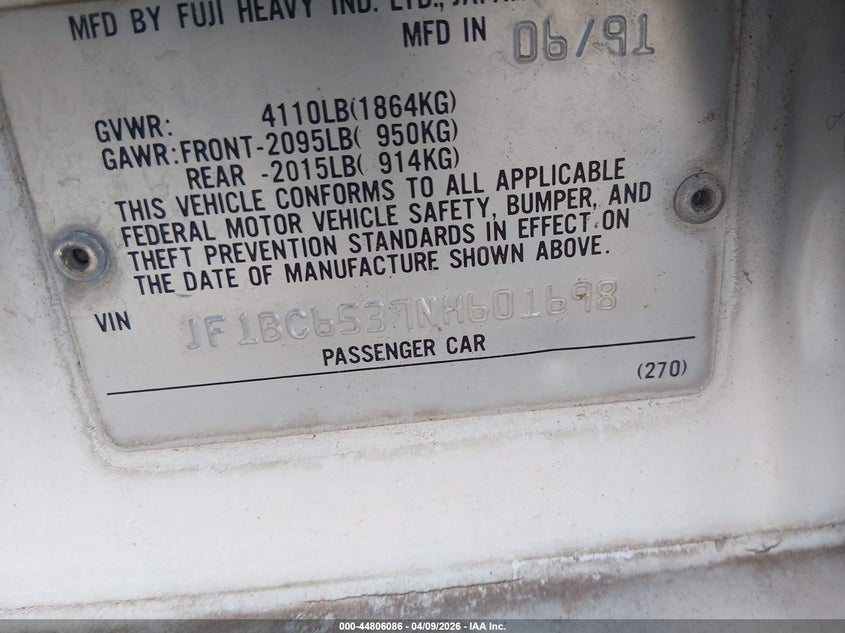 MFD BY FUJI HEAVY IND. LTD., JAPAN
MFD IN 06/91
GVWR: 4110LB(1864KG)
GAWR:FRONT-2095LB( 950KG)
REAR -2015LB( 914KG)
THIS VEHICLE CONFORMS TO ALL APPLICABLE
FEDERAL MOTOR VEHICLE SAFETY, BUMPER, AND
THEFT PREVENTION STANDARDS IN EFFECT ON
THE DATE OF MANUFACTURE SHOWN ABOVE.
VIN JF1BC6537NH601698
PASSENGER CAR
(270)
000-44806086 - 04/09/2026 - IAA Inc.